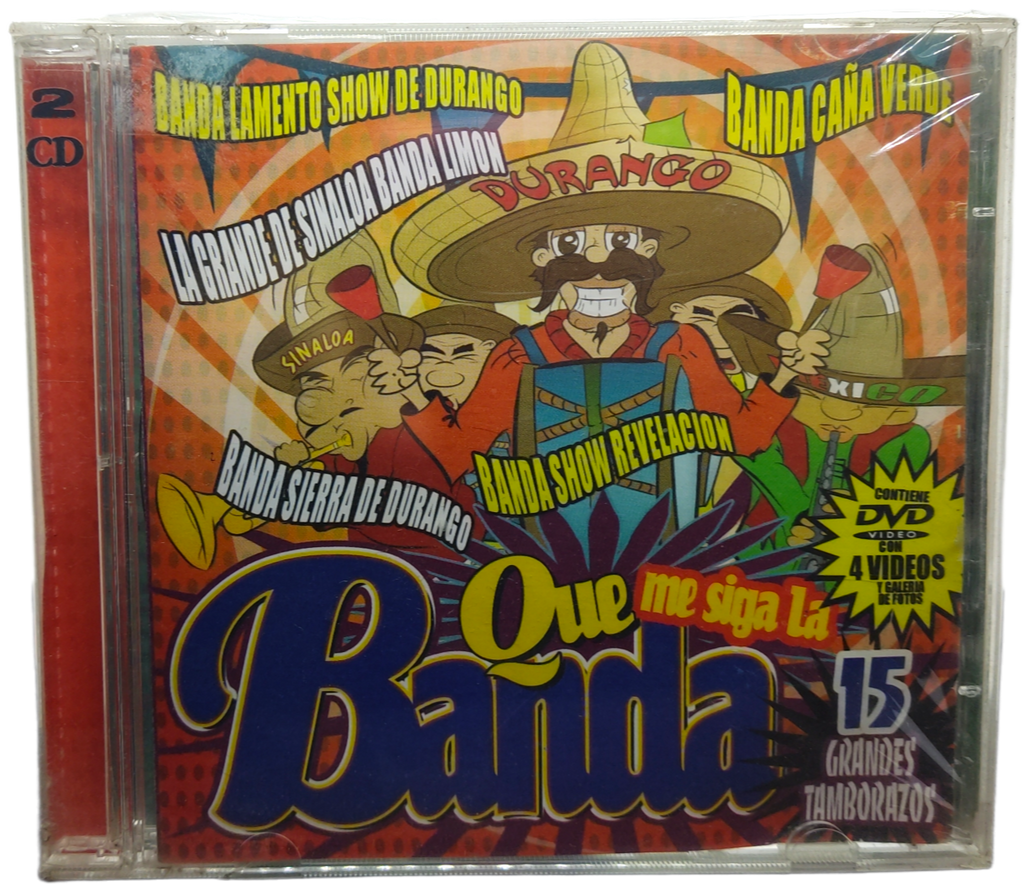 2
CD
BANDA LAMENTO SHOW DE DURANGO
BANDA CAÑA VERDE
LA GRANDE DE SINALOA BANDA LIMON
DURANGO
SINALOA
XICO
BANDA SIERRA DE DURANGO
BANDA SHOW REVELACION
CONTIENE
DVD
VIDEO
CON
4 VIDEOS
Y GALERIA
DE FOTOS
Que me siga la
Banda
15
GRANDES
TAMBORAZOS